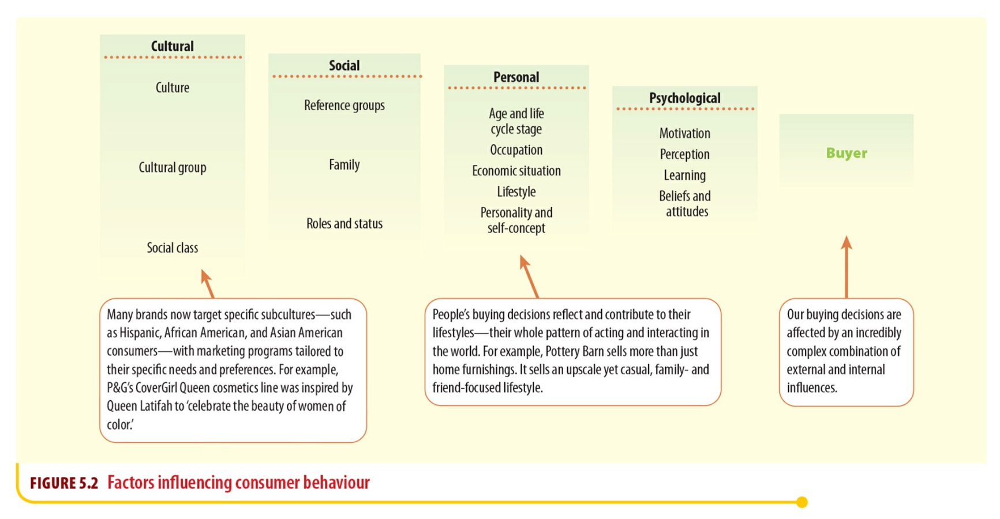 Cultural
Culture
Cultural group
Social class
Social
Reference groups
Family
Roles and status
Personal
Age and life
cycle stage
Occupation
Economic situation
Lifestyle
Personality and
self-concept
Psychological
Motivation
Perception
Learning
Beliefs and
attitudes
Buyer
Many brands now target specific subcultures—such
as Hispanic, African American, and Asian American
consumers—with marketing programs tailored to
their specific needs and preferences. For example,
P&G's CoverGirl Queen cosmetics line was inspired by
Queen Latifah to ‘celebrate the beauty of women of
color.’
People's buying decisions reflect and contribute to their
lifestyles—their whole pattern of acting and interacting in
the world. For example, Pottery Barn sells more than just
home furnishings. It sells an upscale yet casual, family- and
friend-focused lifestyle.
Our buying decisions are
affected by an incredibly
complex combination of
external and internal
influences.
FIGURE 5.2 Factors influencing consumer behaviour